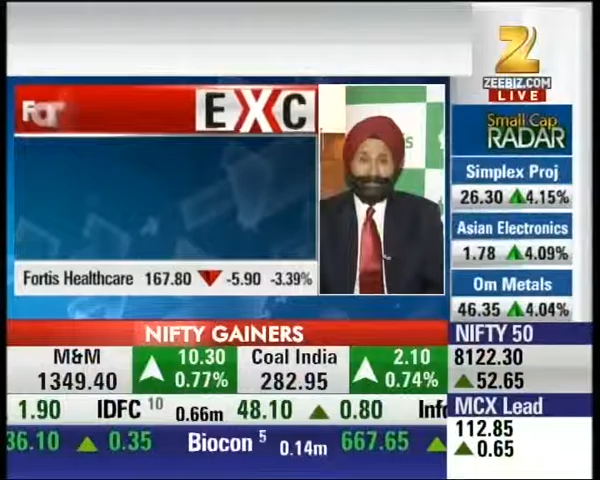 ZEEBIZ.COM
LIVE
For
EXC
Small Cap
RADAR
Simplex Proj
26.30 4.15%
Asian Electronics
1.78 4.09%
Om Metals
46.35 4.04%
Fortis Healthcare 167.80 -5.90 -3.39%
NIFTY GAINERS
M&M 10.30 Coal India 2.10
1349.40 0.77% 282.95 0.74%
NIFTY 50
8122.30
52.65
1.90 IDFC 10 0.66m 48.10 0.80 Inf
MCX Lead
112.85
0.65
36.10 0.35 Biocon 5 0.14m 667.65